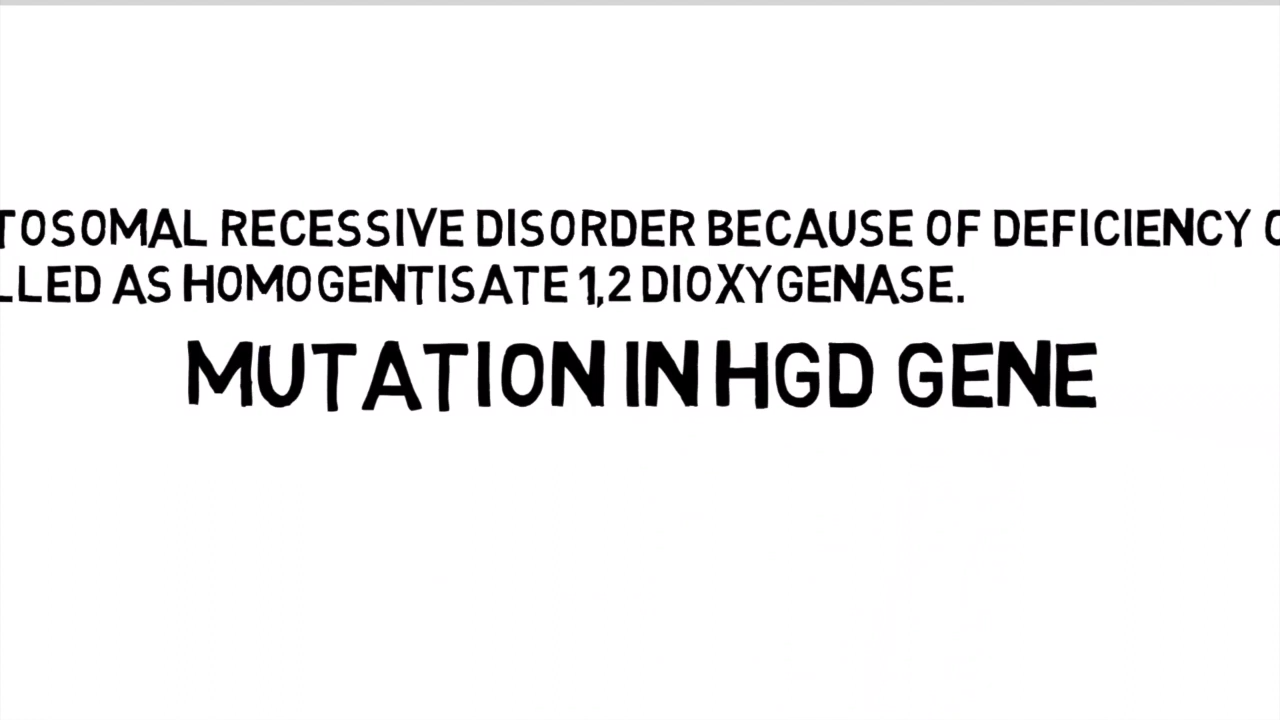 TOSOMAL RECESSIVE DISORDER BECAUSE OF DEFICIENCY
LLED AS HOMOGENTISATE 1,2 DIOXYGENASE.
MUTATION IN HGD GENE